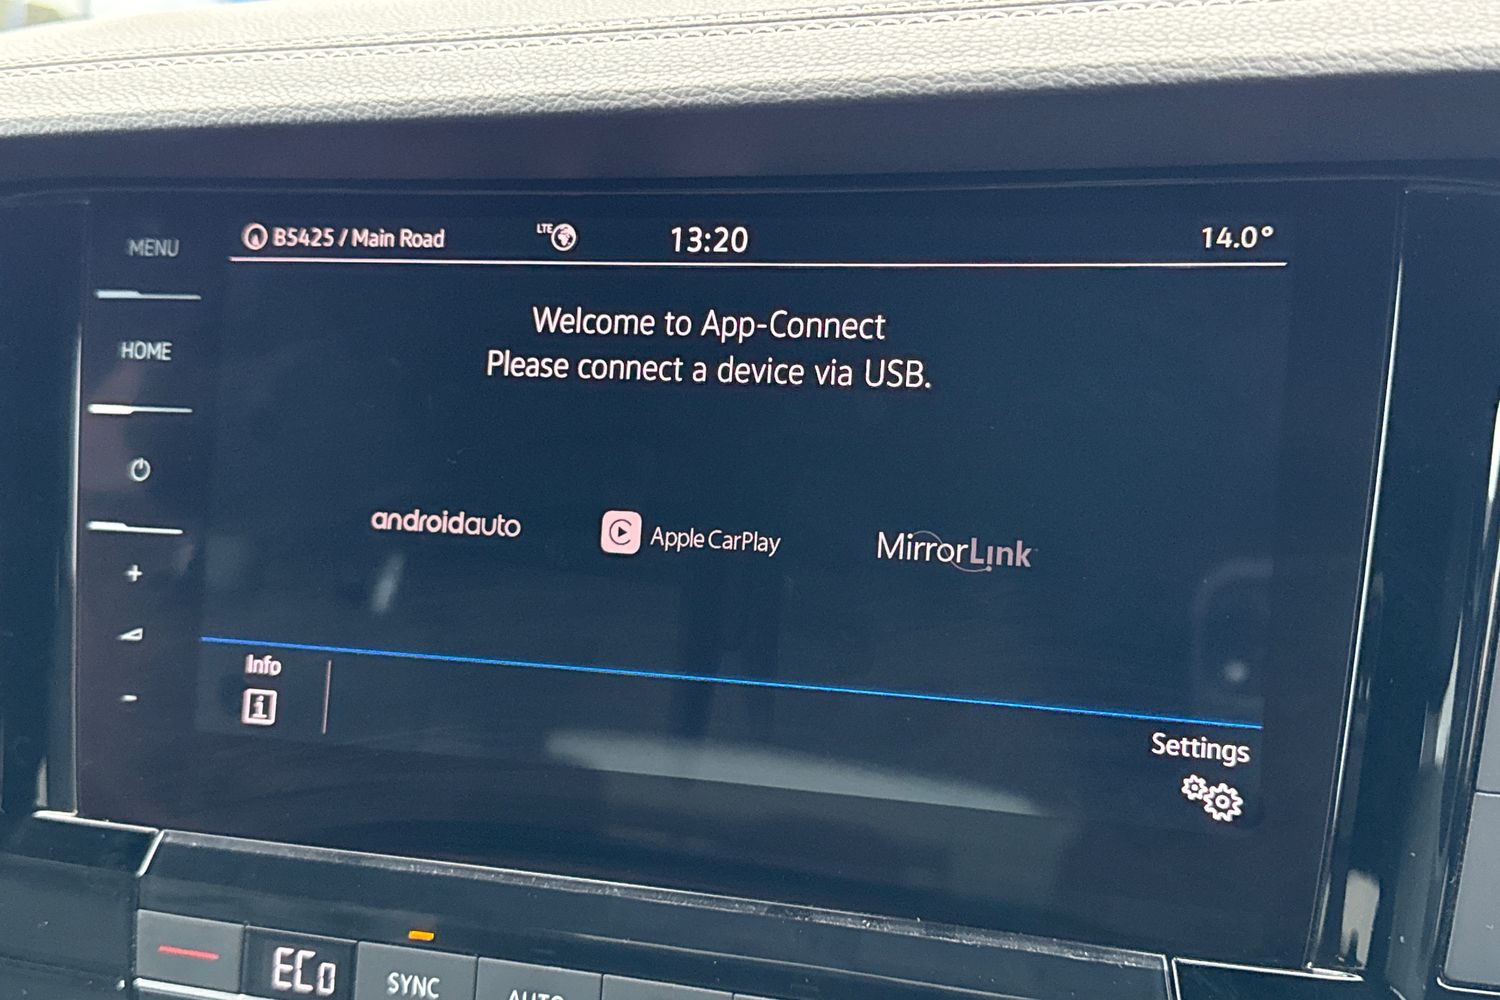 MENU
B5425 / Main Road
LTE
13:20
14.0°
HOME
Welcome to App-Connect
Please connect a device via USB.
androidauto
Apple CarPlay
MirrorLink
+
-
Info
i
Settings
ECo
SYNC
AUTO